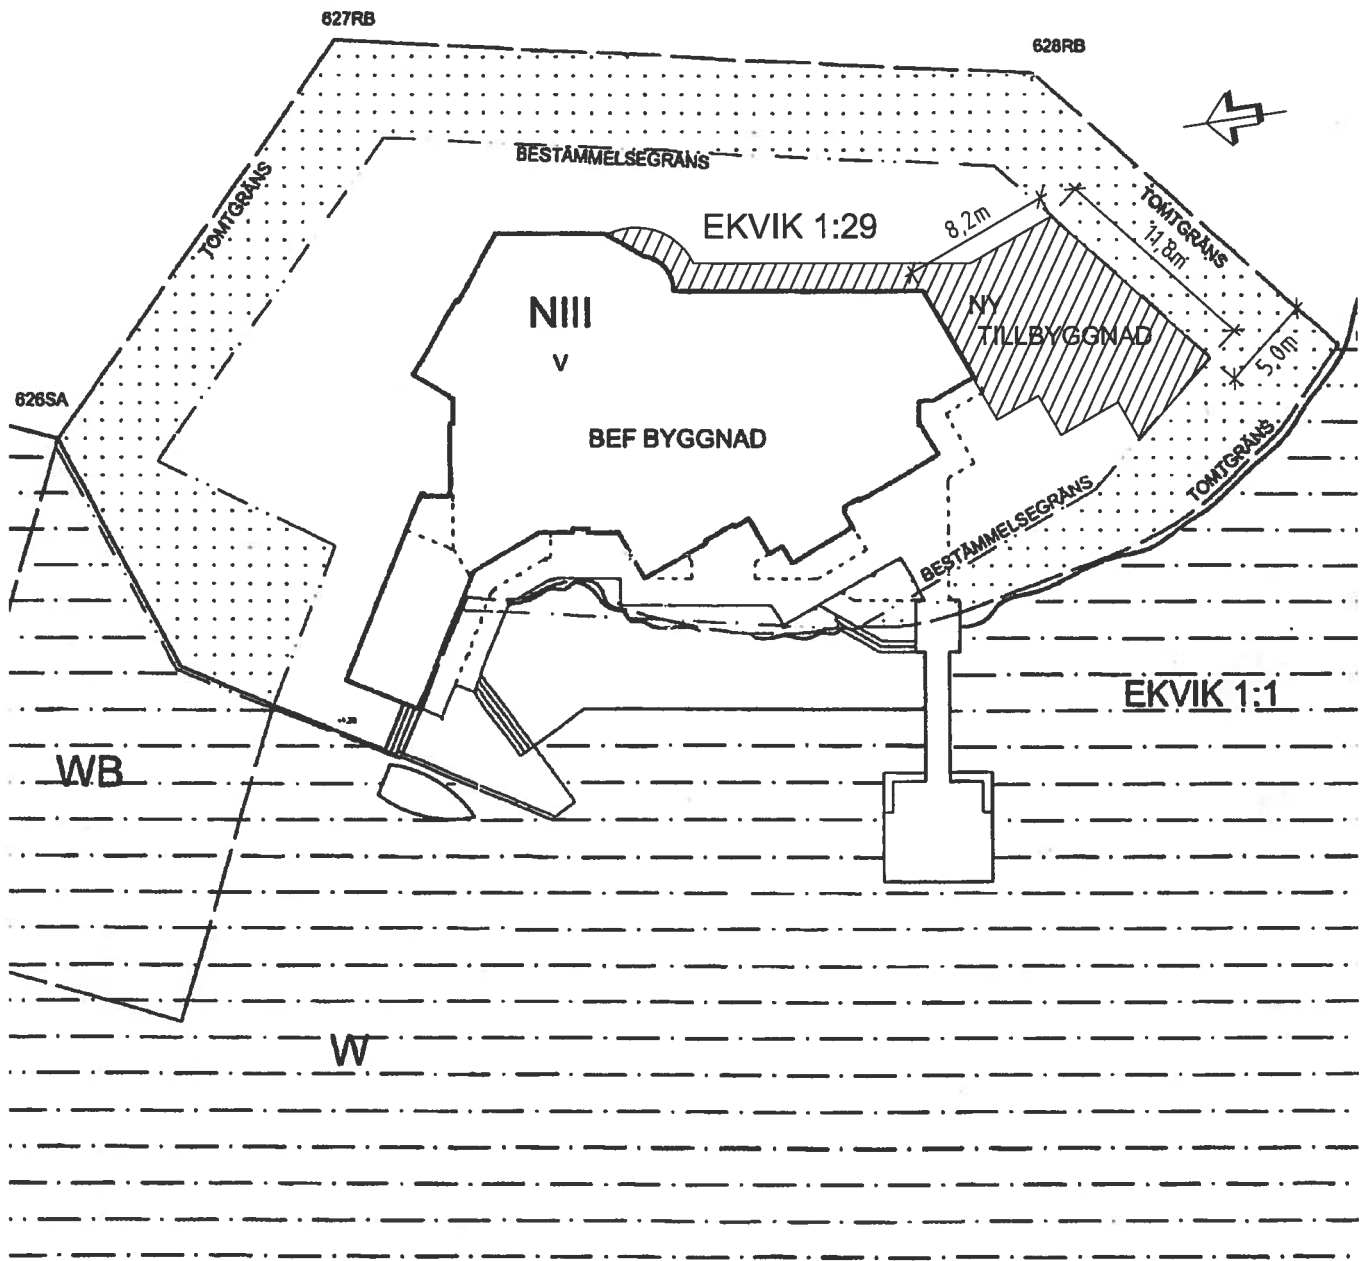 627RB
628RB
BESTÄMMELSEGRÄNS
TOMTGRÄNS
TOMTGRÄNS
EKVIK 1:29
8,2m
11,8m
NIII
V
NY
TILLBYGGNAD
5,0m
626SA
BEF BYGGNAD
TOMTGRÄNS
BESTÄMMELSEGRÄNS
EKVIK 1:1
WB
W